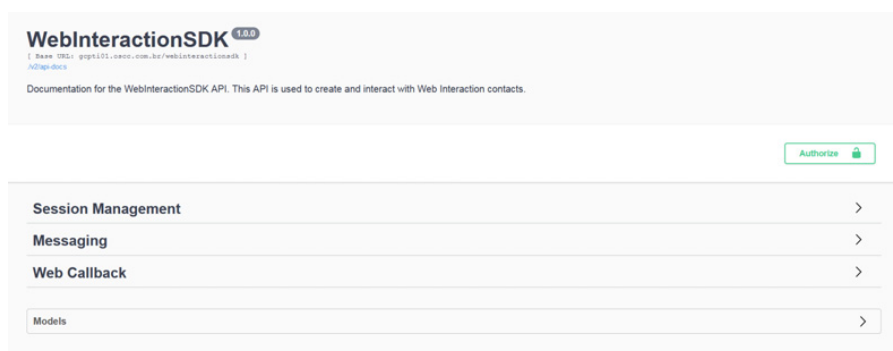 WebInteractionSDK 1.0.0
[ Base URL: gcpti01.oscc.com.br/webinteractionsdk ]
/v2/api-docs
Documentation for the WebInteractionSDK API. This API is used to create and interact with Web Interaction contacts.
Authorize
Session Management
Messaging
Web Callback
Models